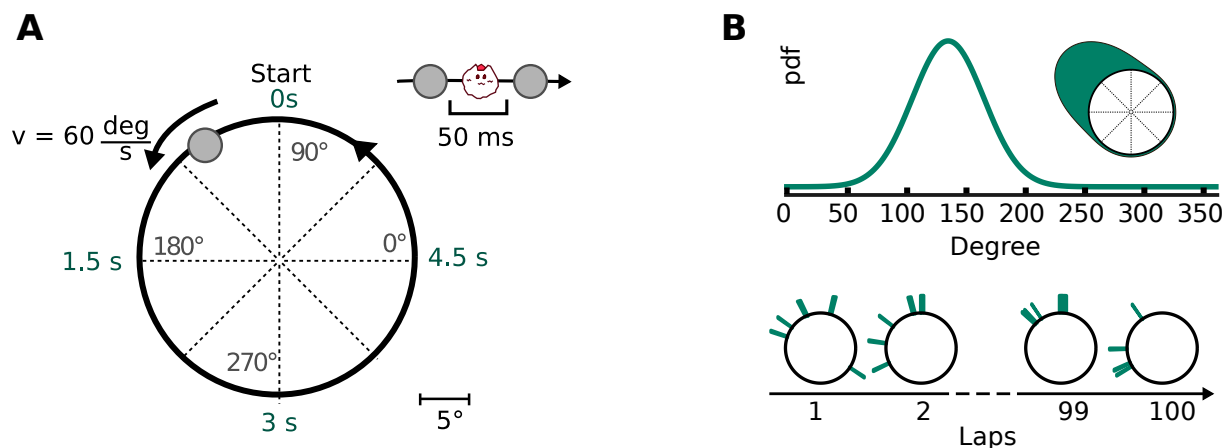 A
Start
0s
v = 60 deg
s
50 ms
90°
180°
0°
270°
1.5 s
4.5 s
3 s
5°
B
pdf
0 50 100 150 200 250 300 350
Degree
1 2 99 100
Laps